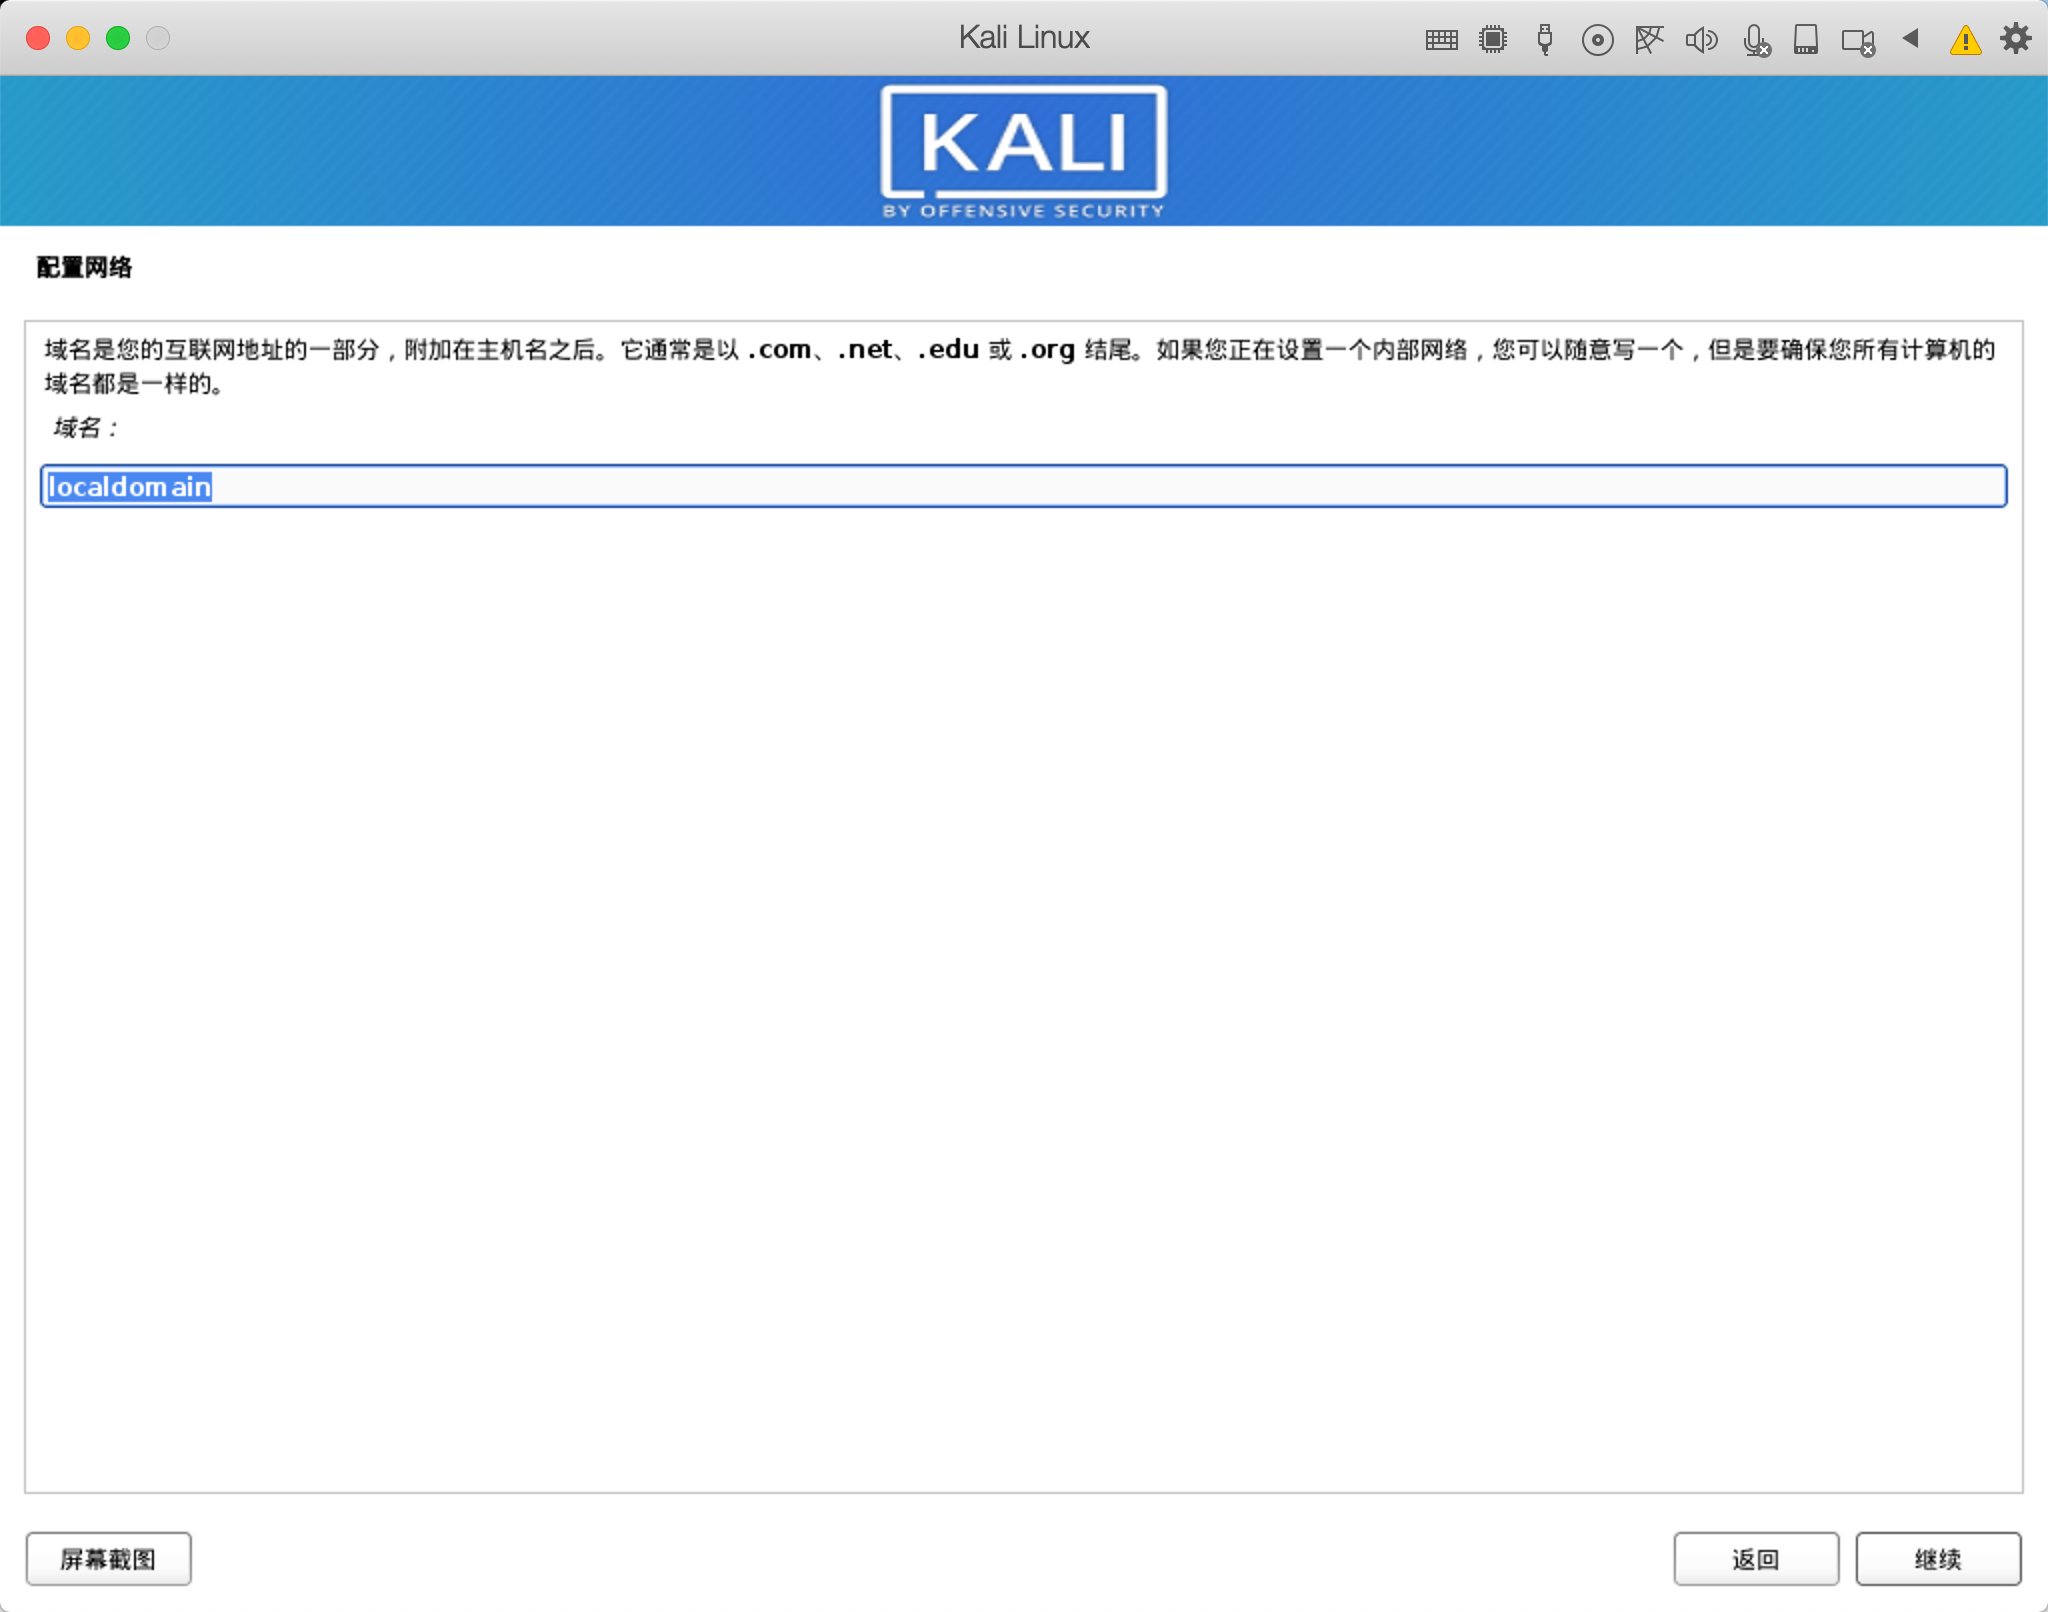 Kali Linux
KALI
BY OFFENSIVE SECURITY
配置网络
域名是您的互联网地址的一部分，附加在主机名之后。它通常是以 .com、.net、.edu 或 .org 结尾。如果您正在设置一个内部网络，您可以随意写一个，但是要确保您所有计算机的
域名都是一样的。
域名：
localdomain
屏幕截图
返回
继续